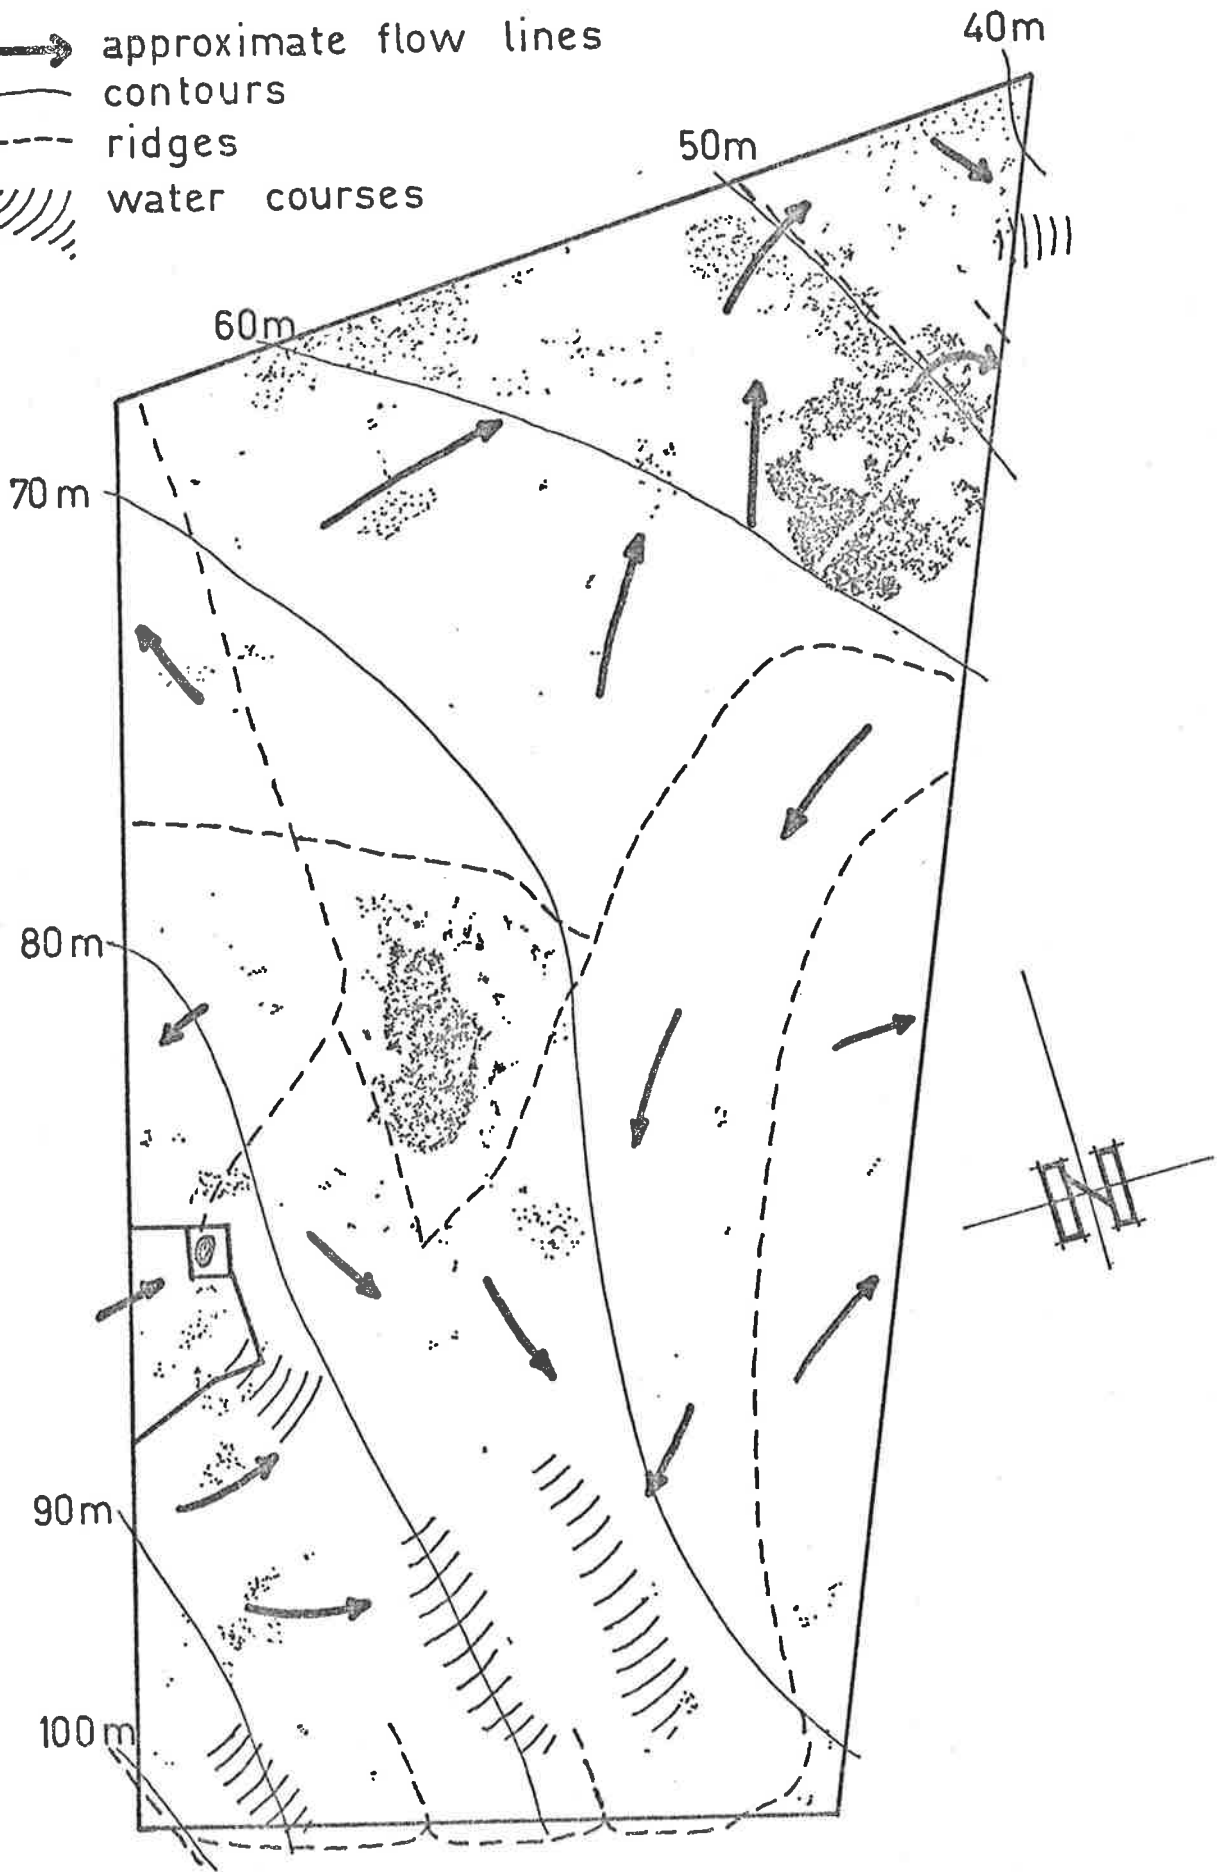 approximate flow lines
contours
ridges
water courses
40m
50m
60m
70m
80m
90m
100m
N